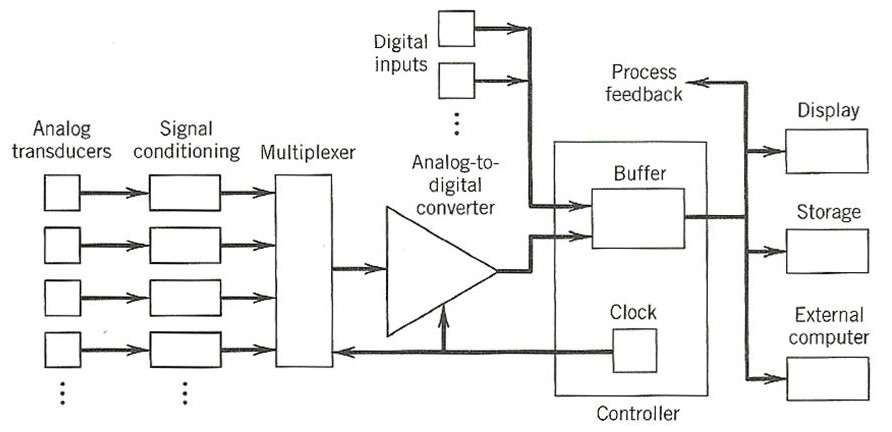 Digital
inputs
Process
feedback
Display
Analog
transducers
Signal
conditioning
Multiplexer
Analog-to-
digital
converter
Buffer
Storage
Clock
External
computer
Controller